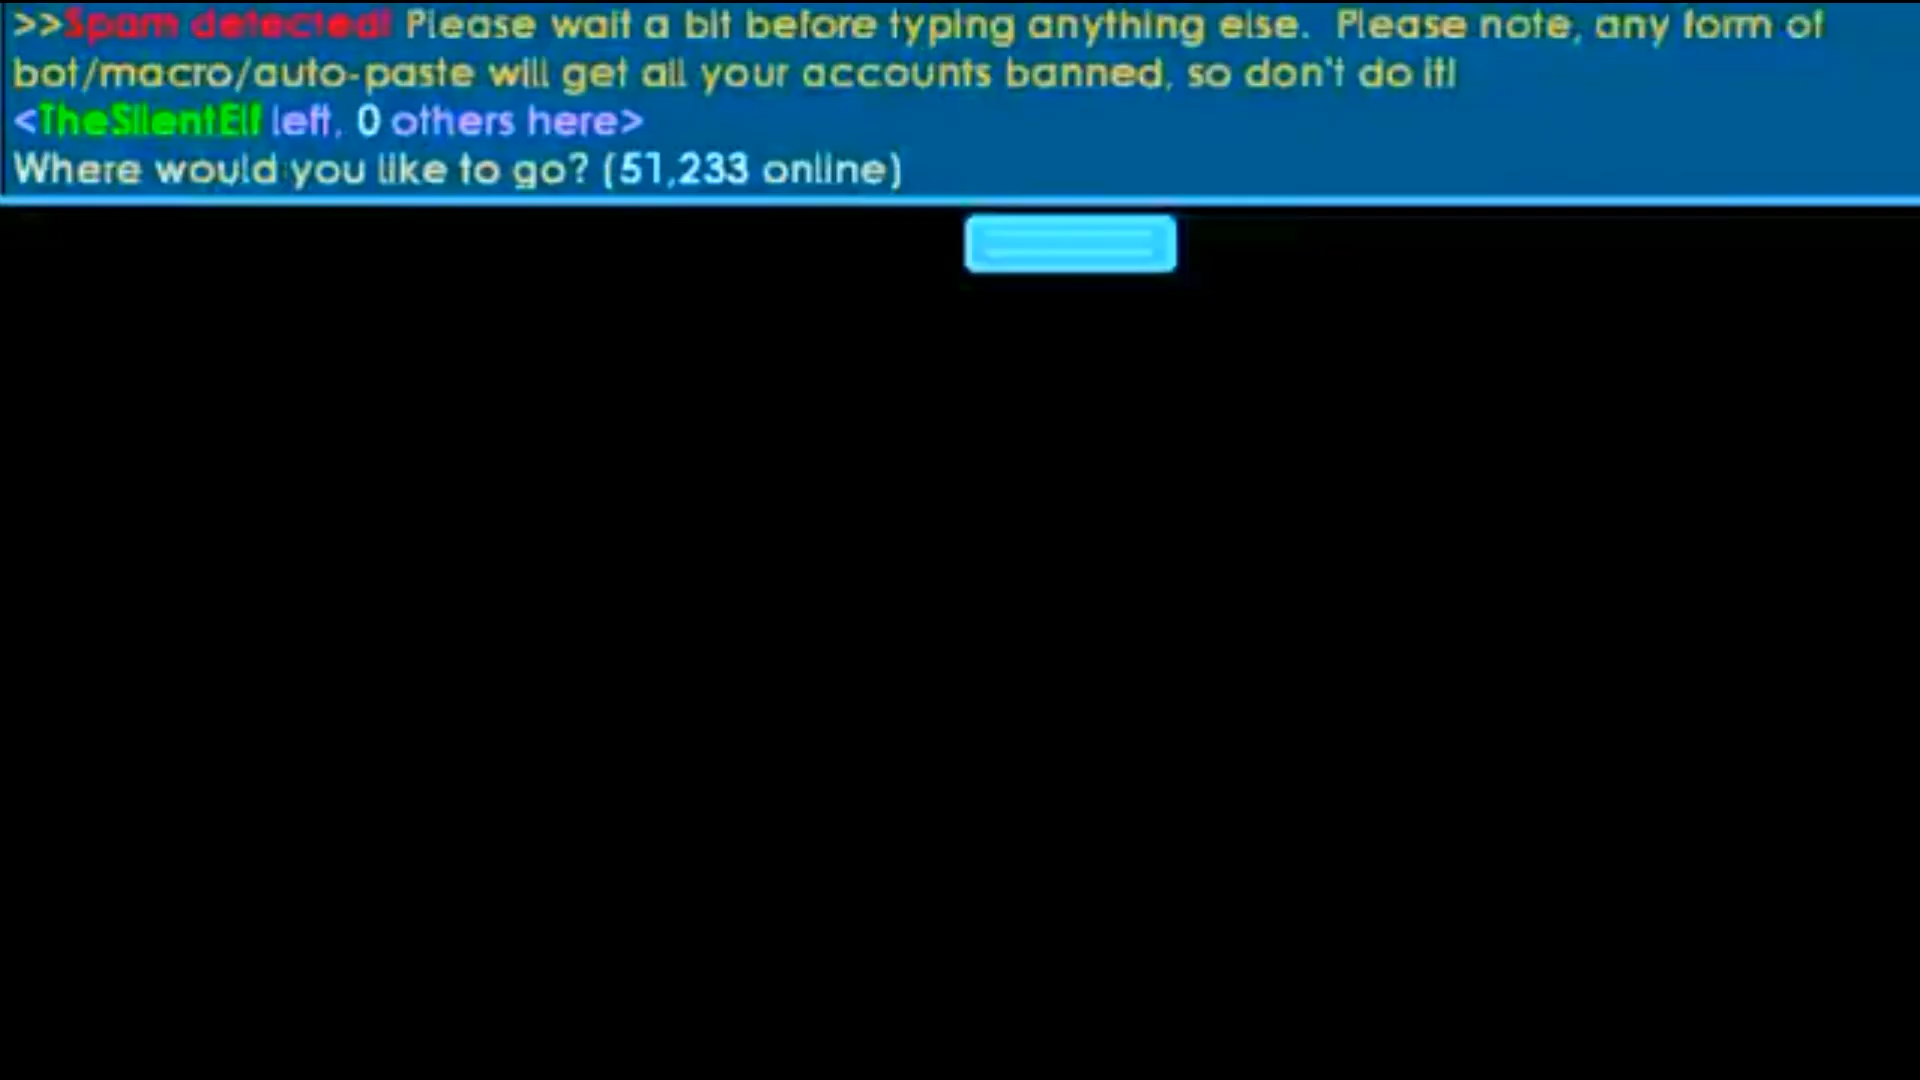 >>Spam detected! Please wait a bit before typing anything else.  Please note, any form of
bot/macro/auto-paste will get all your accounts banned, so don't do it!
<TheSilentElf left, 0 others here>
Where would you like to go? (51,233 online)